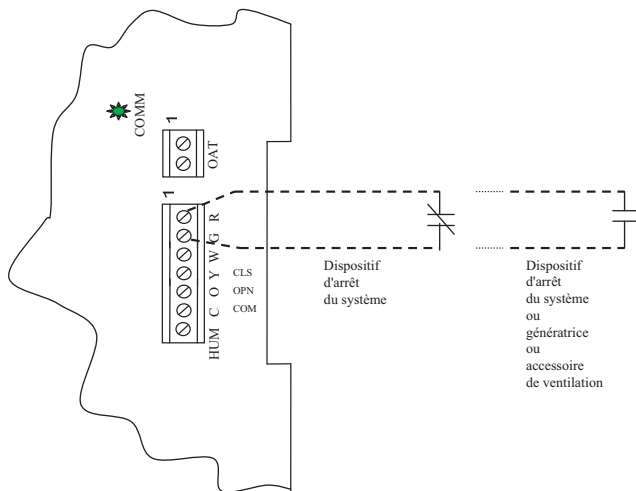 COMM
1
OAT
1
R
G
W
Y
O
C
HUM
CLS
OPN
COM
Dispositif
d'arrêt
du système
Dispositif
d'arrêt
du système
ou
génératrice
ou
accessoire
de ventilation